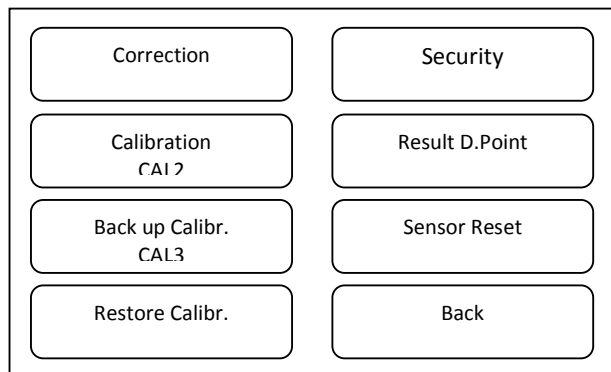 Correction
Security
Calibration
CAL2
Result D.Point
Back up Calibr.
CAL3
Sensor Reset
Restore Calibr.
Back